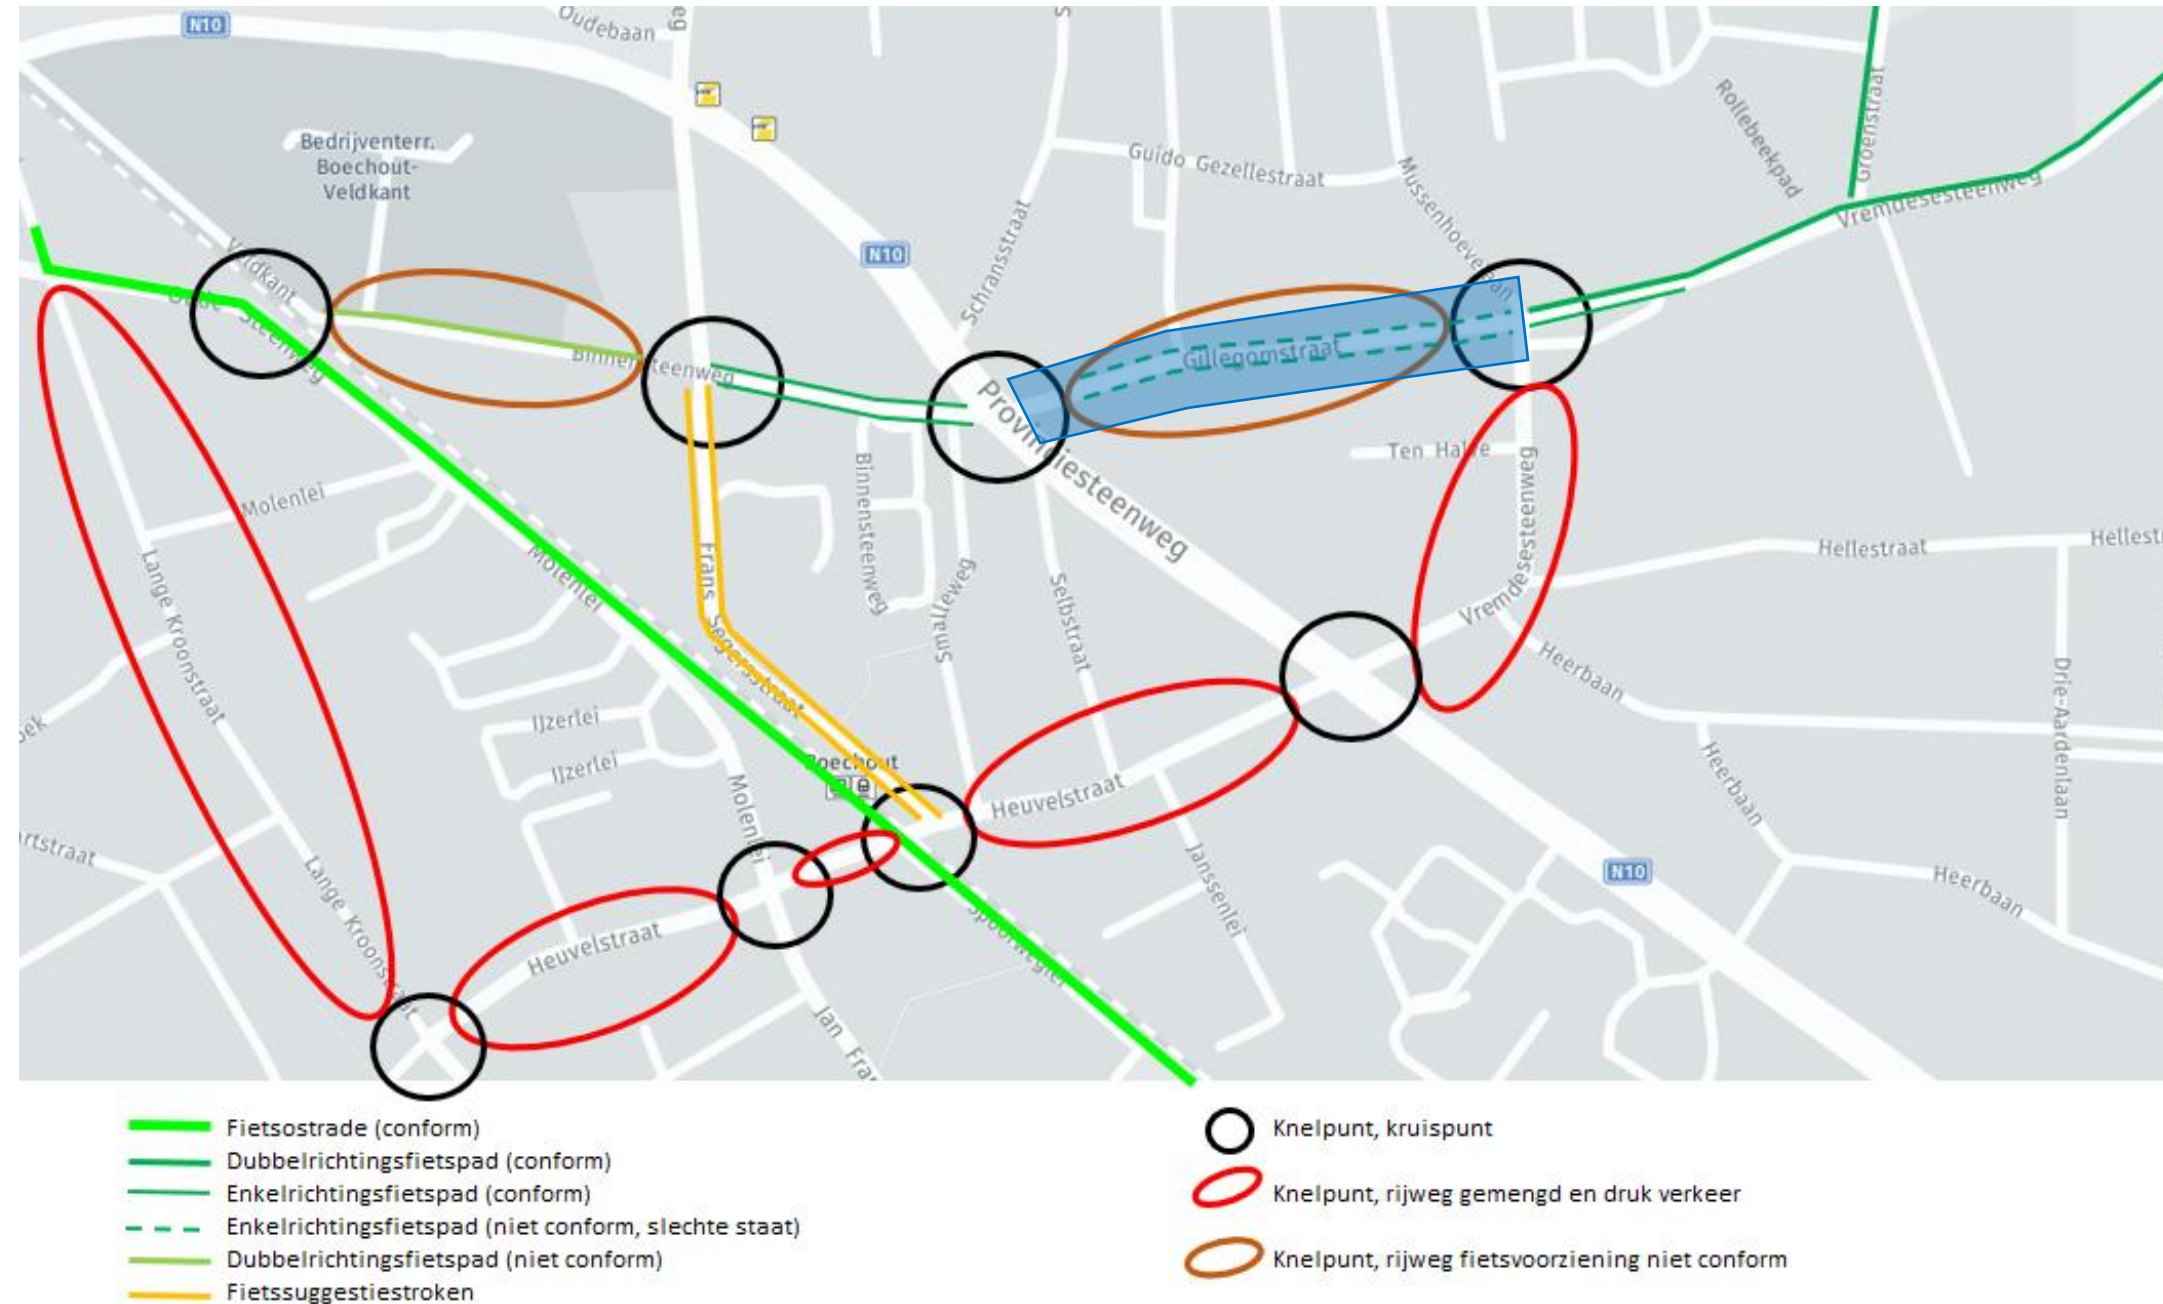 N10
Oudebaan
Bedrijventerr.
Boechout-
Veldkant
Guido Gezellestraat
Mussenhoevelaan
Rollebeekpad
Groenstraat
Vremdesesteenweg
N10
Schransstraat
Veldkant
Oude Steenweg
Binnensteenweg
Gillegomstraat
Provinciesteenweg
Ten Halve
Molenlei
Binnensteenweg
Vremdesesteenweg
Hellestraat
Lange Kroonstraat
Molenlei
Frans Segersstraat
Smalleweg
Selbstraat
Vremdesesteenweg
Heerbaan
Drie-Aardenlaan
IJzerlei
IJzerlei
Boechout
Molenlei
Heuvelstraat
Heerbaan
Janssenlei
N10
Heerbaan
Lange Kroonstraat
Heuvelstraat
Spoorweglei
Fietsostrade (conform)
Dubbelrichtingsfietspad (conform)
Enkelrichtingsfietspad (conform)
Enkelrichtingsfietspad (niet conform, slechte staat)
Dubbelrichtingsfietspad (niet conform)
Fietssuggestiestroken
Knelpunt, kruispunt
Knelpunt, rijweg gemengd en druk verkeer
Knelpunt, rijweg fietsvoorziening niet conform